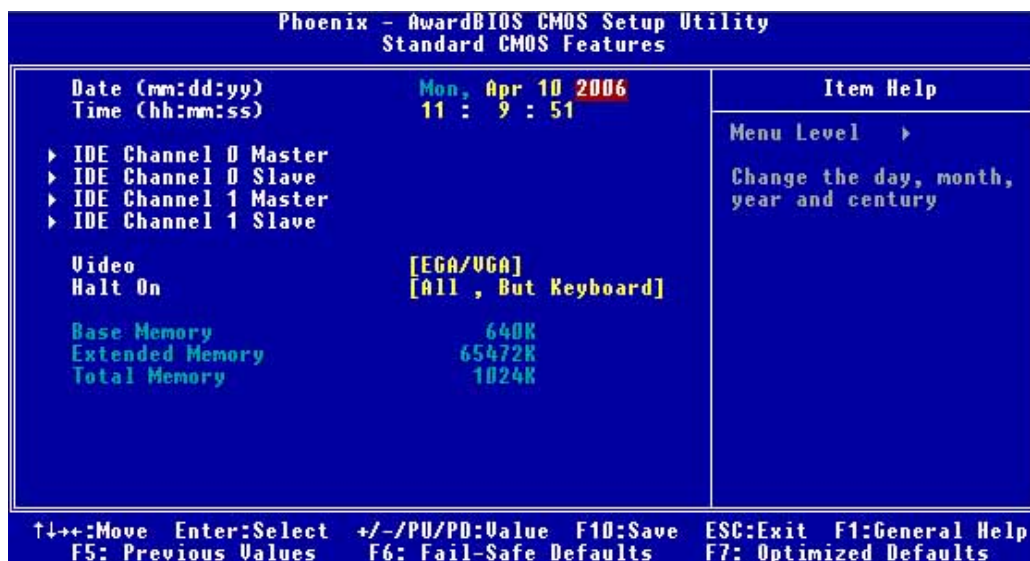 Phoenix - AwardBIOS CMOS Setup Utility
Standard CMOS Features
Date (mm:dd:yy) Mon, Apr 10 2006
Time (hh:mm:ss) 11 : 9 : 51
IDE Channel 0 Master
IDE Channel 0 Slave
IDE Channel 1 Master
IDE Channel 1 Slave
Video [EGA/VGA]
Halt On [All , But Keyboard]
Base Memory 640K
Extended Memory 65472K
Total Memory 1024K
Item Help
Menu Level ▸
Change the day, month,
year and century
↑↓→←:Move Enter:Select +/-/PU/PD:Value F10:Save ESC:Exit F1:General Help
F5: Previous Values F6: Fail-Safe Defaults F7: Optimized Defaults